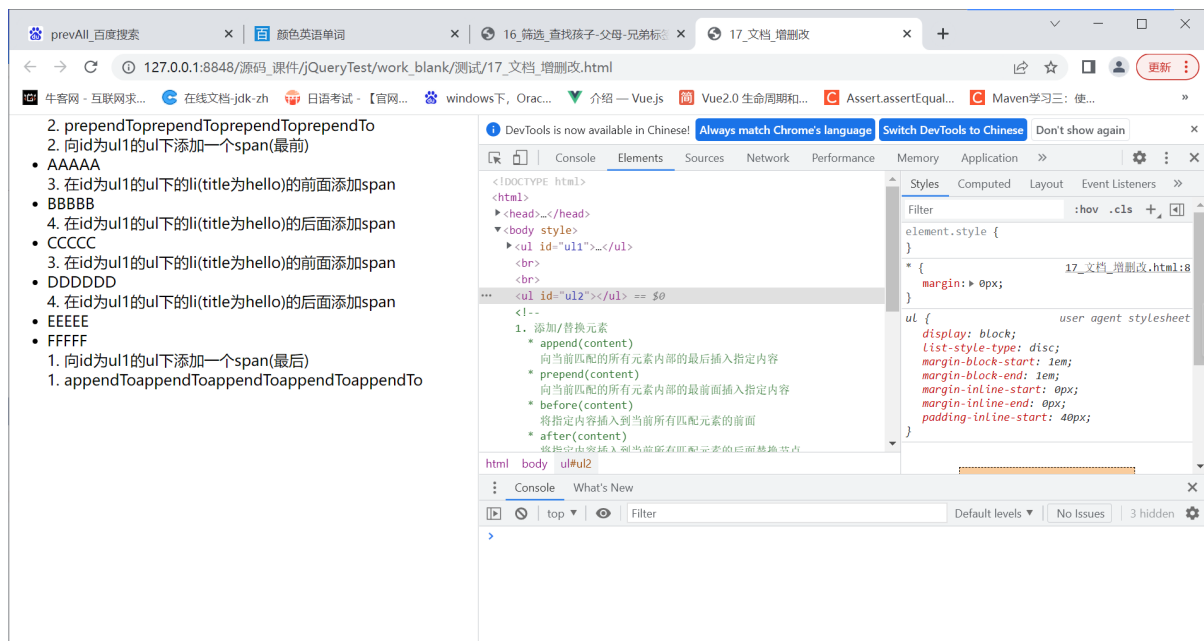 prevAll_百度搜索
颜色英语单词
16_筛选_查找孩子-父母-兄弟标签
17_文档_增删改
127.0.0.1:8848/源码_课件/jQueryTest/work_blank/测试/17_文档_增删改.html
更新
牛客网 - 互联网求...
在线文档-jdk-zh
日语考试 - 【官网...
windows下，Orac...
介绍 — Vue.js
Vue2.0 生命周期和...
Assert.assertEqual...
Maven学习三：使...
»
2. prependToprependToprependToprependTo
2. 向id为ul1的ul下添加一个span(最前)
AAAAA
3. 在id为ul1的ul下的li(title为hello)的前面添加span
BBBBB
4. 在id为ul1的ul下的li(title为hello)的后面添加span
CCCCC
3. 在id为ul1的ul下的li(title为hello)的前面添加span
DDDDDD
4. 在id为ul1的ul下的li(title为hello)的后面添加span
EEEEE
FFFFF
1. 向id为ul1的ul下添加一个span(最后)
1. appendToappendToappendToappendToappendTo
DevTools is now available in Chinese! Always match Chrome's language Switch DevTools to Chinese Don't show again
Console Elements Sources Network Performance Memory Application »
<!DOCTYPE html>
<html>
<head>…</head>
<body style>
<ul id="ul1">…</ul>
<br>
<br>
<ul id="ul2"></ul> == $0
<!--
1. 添加/替换元素
* append(content)
向当前匹配的所有元素内部的最后插入指定内容
* prepend(content)
向当前匹配的所有元素内部的最前面插入指定内容
* before(content)
将指定内容插入到当前所有匹配元素的前面
* after(content)
将指定内容插入到当前所有匹配元素的后面替换节点
html body ul#ul2
Styles Computed Layout Event Listeners »
Filter :hov .cls +
element.style {
}
* { 17_文档_增删改.html:8
margin: 0px;
}
ul { user agent stylesheet
display: block;
list-style-type: disc;
margin-block-start: 1em;
margin-block-end: 1em;
margin-inline-start: 0px;
margin-inline-end: 0px;
padding-inline-start: 40px;
}
Console What's New
top Filter Default levels No Issues 3 hidden